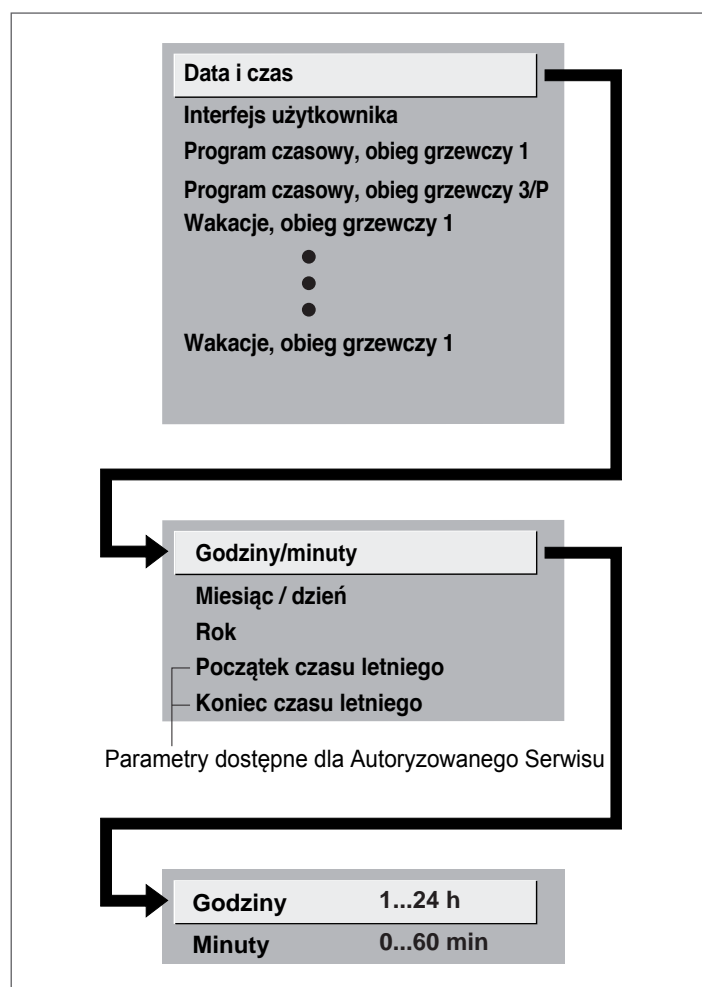 Data i czas
Interfejs użytkownika
Program czasowy, obieg grzewczy 1
Program czasowy, obieg grzewczy 3/P
Wakacje, obieg grzewczy 1
Wakacje, obieg grzewczy 1
Godziny/minuty
Miesiąc / dzień
Rok
Początek czasu letniego
Koniec czasu letniego
Parametry dostępne dla Autoryzowanego Serwisu
Godziny 1...24 h
Minuty 0...60 min